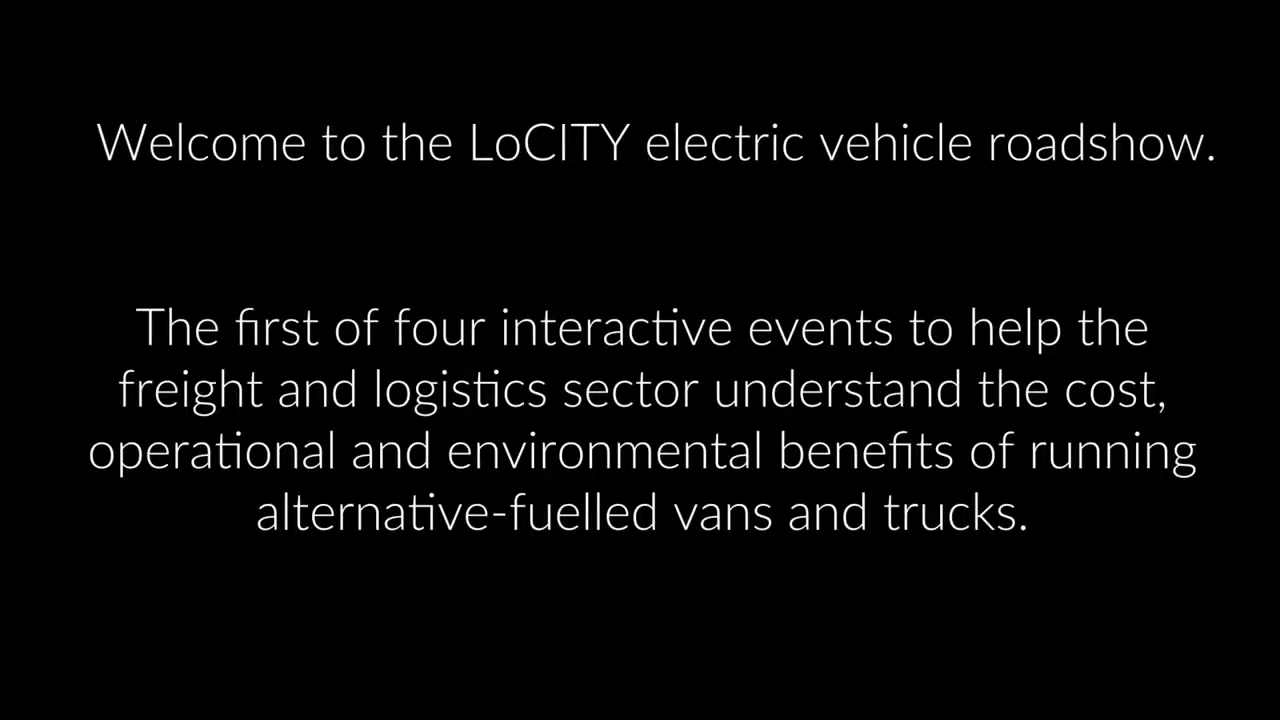 Welcome to the LoCITY electric vehicle roadshow.
The first of four interactive events to help the
freight and logistics sector understand the cost,
operational and environmental benefits of running
alternative-fuelled vans and trucks.